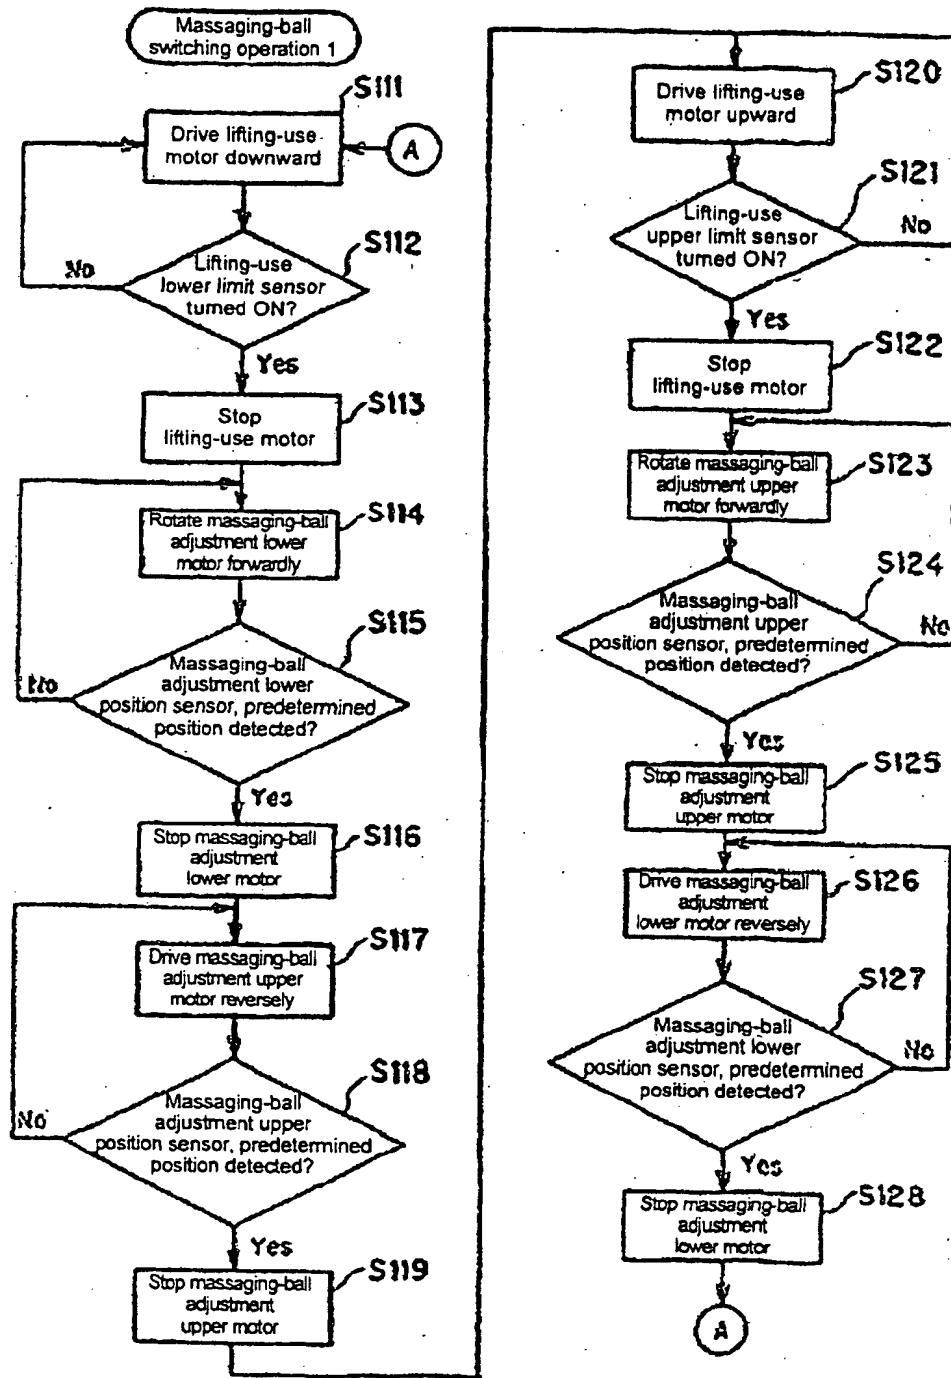 Massaging-ball
switching operation 1
S111
Drive lifting-use
motor downward
A
S112
No
Lifting-use
lower limit sensor
turned ON?
Yes
S113
Stop
lifting-use motor
S114
Rotate massaging-ball
adjustment lower
motor forwardly
S115
No
Massaging-ball
adjustment lower
position sensor, predetermined
position detected?
Yes
S116
Stop massaging-ball
adjustment
lower motor
S117
Drive massaging-ball
adjustment upper
motor reversely
S118
No
Massaging-ball
adjustment upper
position sensor, predetermined
position detected?
Yes
S119
Stop massaging-ball
adjustment
upper motor
S120
Drive lifting-use
motor upward
S121
Lifting-use
upper limit sensor
turned ON?
No
Yes
S122
Stop
lifting-use motor
S123
Rotate massaging-ball
adjustment upper
motor forwardly
S124
Massaging-ball
adjustment upper
position sensor, predetermined
position detected?
No
Yes
S125
Stop massaging-ball
adjustment
upper motor
S126
Drive massaging-ball
adjustment
lower motor reversely
S127
Massaging-ball
adjustment lower
position sensor, predetermined
position detected?
No
Yes
S128
Stop massaging-ball
adjustment
lower motor
A